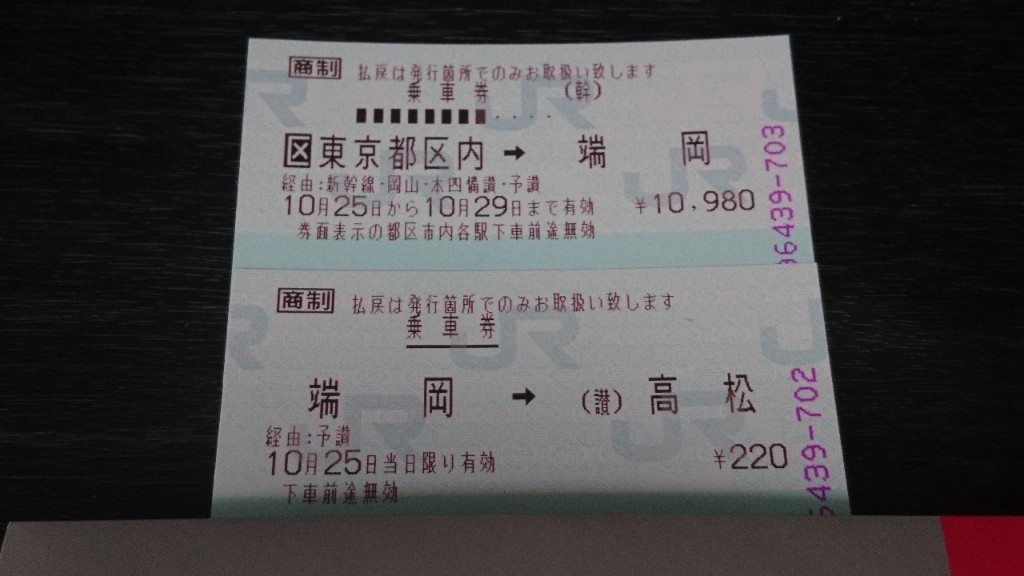 商制 払戻は発行箇所でのみお取扱い致します
乗車券 (幹)
区 東京都区内 → 端岡
経由:新幹線・岡山・本四備讃・予讃
10月25日から10月29日まで有効 ¥10,980
券面表示の都区市内各駅下車前途無効
96439-703
商制 払戻は発行箇所でのみお取扱い致します
乗車券
端岡 → (讃)高松
経由:予讃
10月25日当日限り有効 ¥220
下車前途無効
6439-702
JR